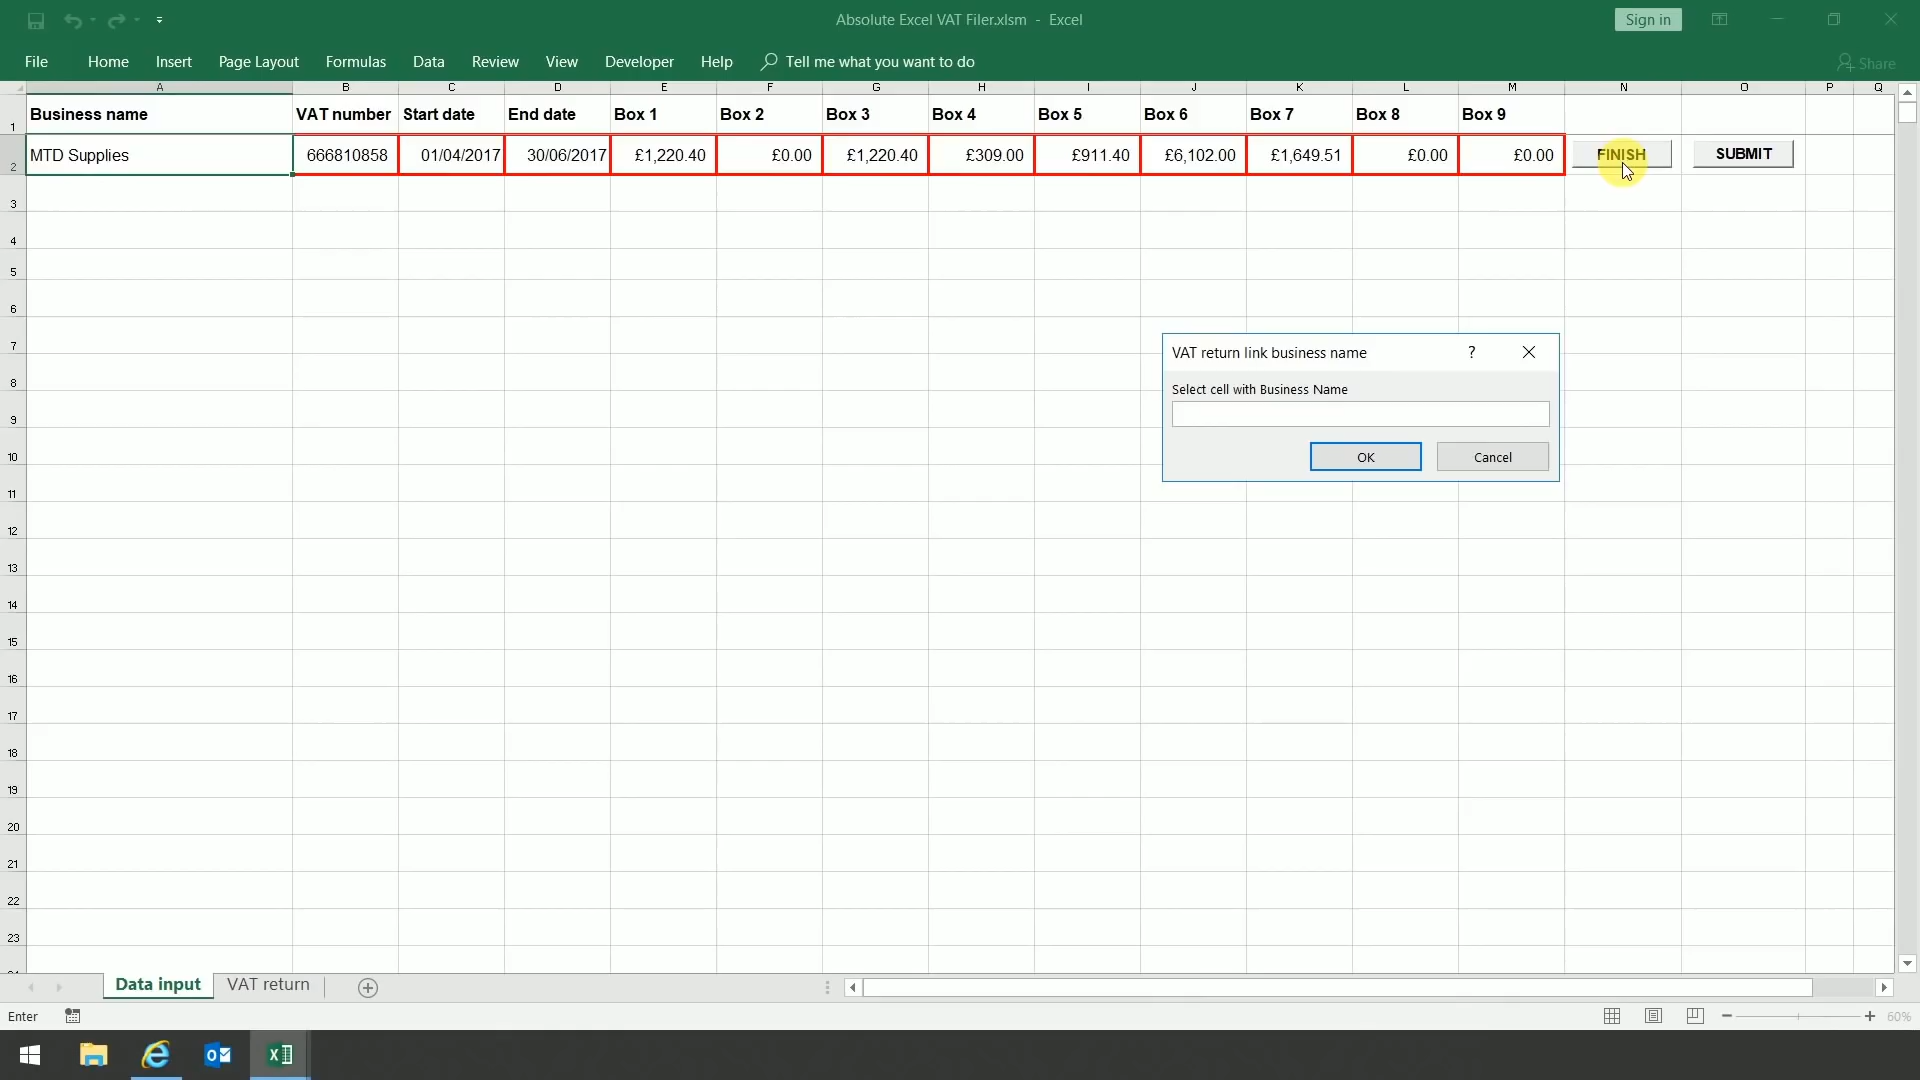 Absolute Excel VAT Filer.xlsm - Excel
Sign in
File Home Insert Page Layout Formulas Data Review View Developer Help Tell me what you want to do Share
A B C D E F G H I J K L M N O P Q
1 Business name VAT number Start date End date Box 1 Box 2 Box 3 Box 4 Box 5 Box 6 Box 7 Box 8 Box 9
2 MTD Supplies 666810858 01/04/2017 30/06/2017 £1,220.40 £0.00 £1,220.40 £309.00 £911.40 £6,102.00 £1,649.51 £0.00 £0.00 FINISH SUBMIT
3
4
5
6
7
8
9
10
11
12
13
14
15
16
17
18
19
20
21
22
23
VAT return link business name ?
Select cell with Business Name
OK Cancel
Data input VAT return
Enter 60%